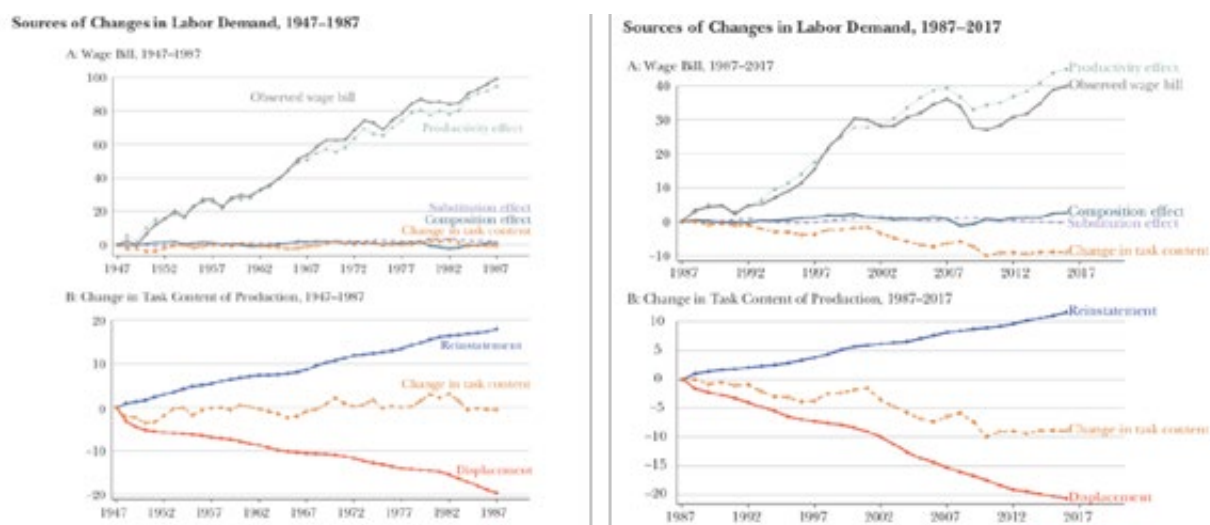 Sources of Changes in Labor Demand, 1947–1987
A: Wage Bill, 1947–1987
100
Observed wage bill
80
Productivity effect
60
40
Substitution effect
20
Composition effect
Change in task content
0
1947 1952 1957 1962 1967 1972 1977 1982 1987
B: Change in Task Content of Production, 1947–1987
20
Reinstatement
10
Change in task content
0
−10
Displacement
−20
1947 1952 1957 1962 1967 1972 1977 1982 1987
Sources of Changes in Labor Demand, 1987–2017
A: Wage Bill, 1987–2017
Productivity effect
40
Observed wage bill
30
20
10
Composition effect
0
Substitution effect
Change in task content
−10
1987 1992 1997 2002 2007 2012 2017
B: Change in Task Content of Production, 1987–2017
10
Reinstatement
5
0
−5
Change in task content
−10
−15
−20
Displacement
1987 1992 1997 2002 2007 2012 2017